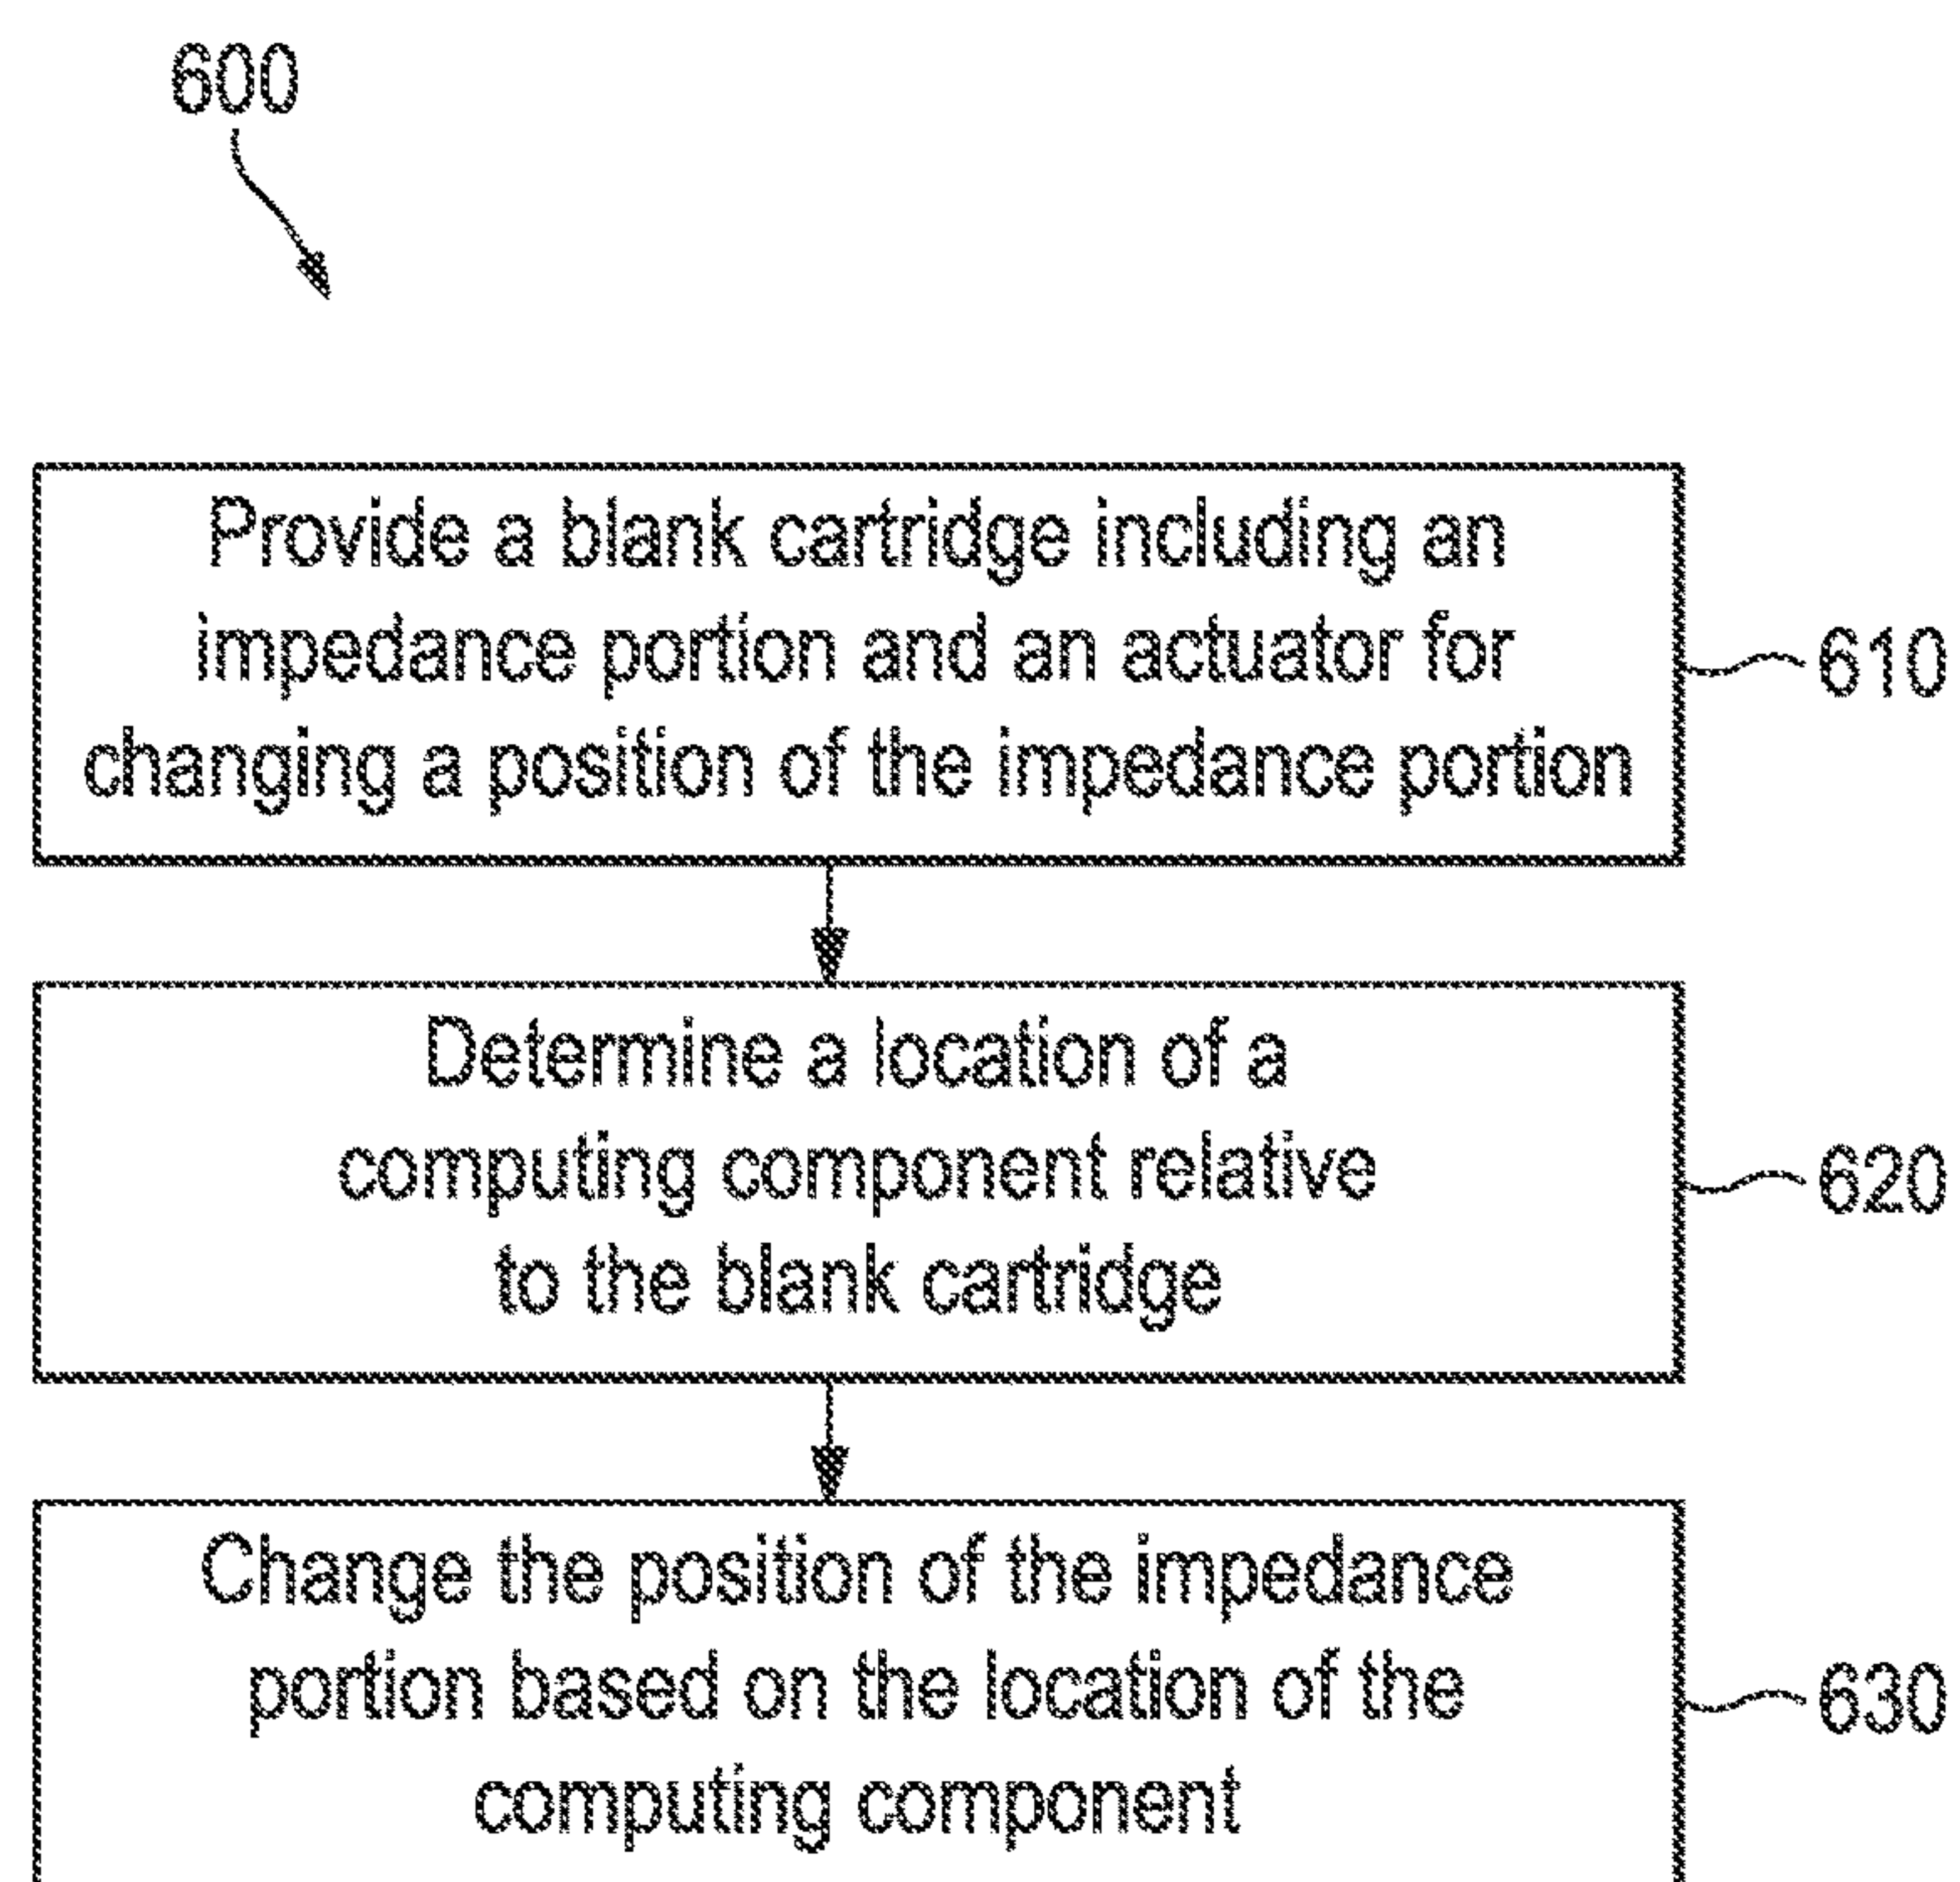 600
Provide a blank cartridge including an
impedance portion and an actuator for
changing a position of the impedance portion
610
Determine a location of a
computing component relative
to the blank cartridge
620
Change the position of the impedance
portion based on the location of the
computing component
630